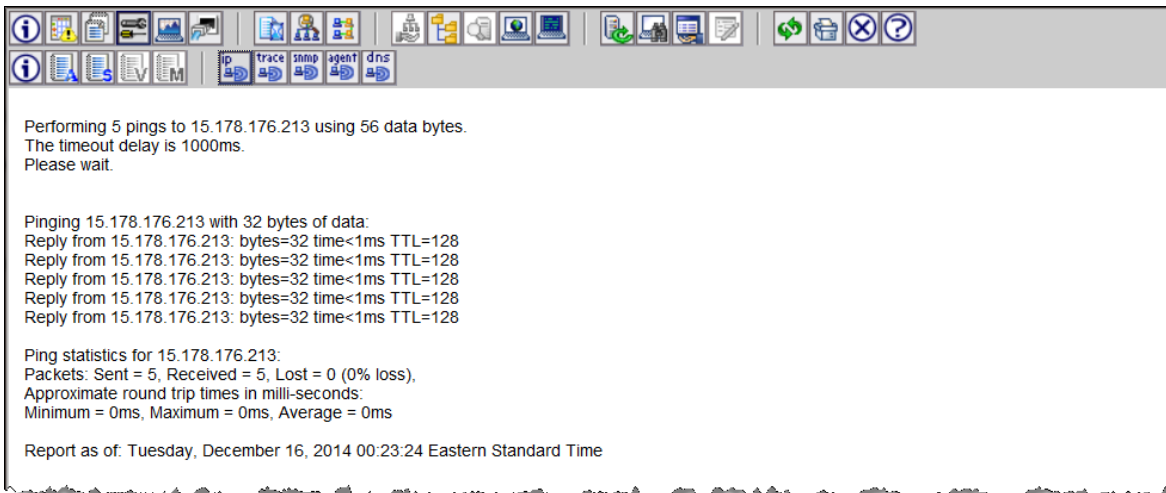 ip trace snmp agent dns
A S V M
Performing 5 pings to 15.178.176.213 using 56 data bytes.
The timeout delay is 1000ms.
Please wait.
Pinging 15.178.176.213 with 32 bytes of data:
Reply from 15.178.176.213: bytes=32 time<1ms TTL=128
Reply from 15.178.176.213: bytes=32 time<1ms TTL=128
Reply from 15.178.176.213: bytes=32 time<1ms TTL=128
Reply from 15.178.176.213: bytes=32 time<1ms TTL=128
Reply from 15.178.176.213: bytes=32 time<1ms TTL=128
Ping statistics for 15.178.176.213:
Packets: Sent = 5, Received = 5, Lost = 0 (0% loss),
Approximate round trip times in milli-seconds:
Minimum = 0ms, Maximum = 0ms, Average = 0ms
Report as of: Tuesday, December 16, 2014 00:23:24 Eastern Standard Time